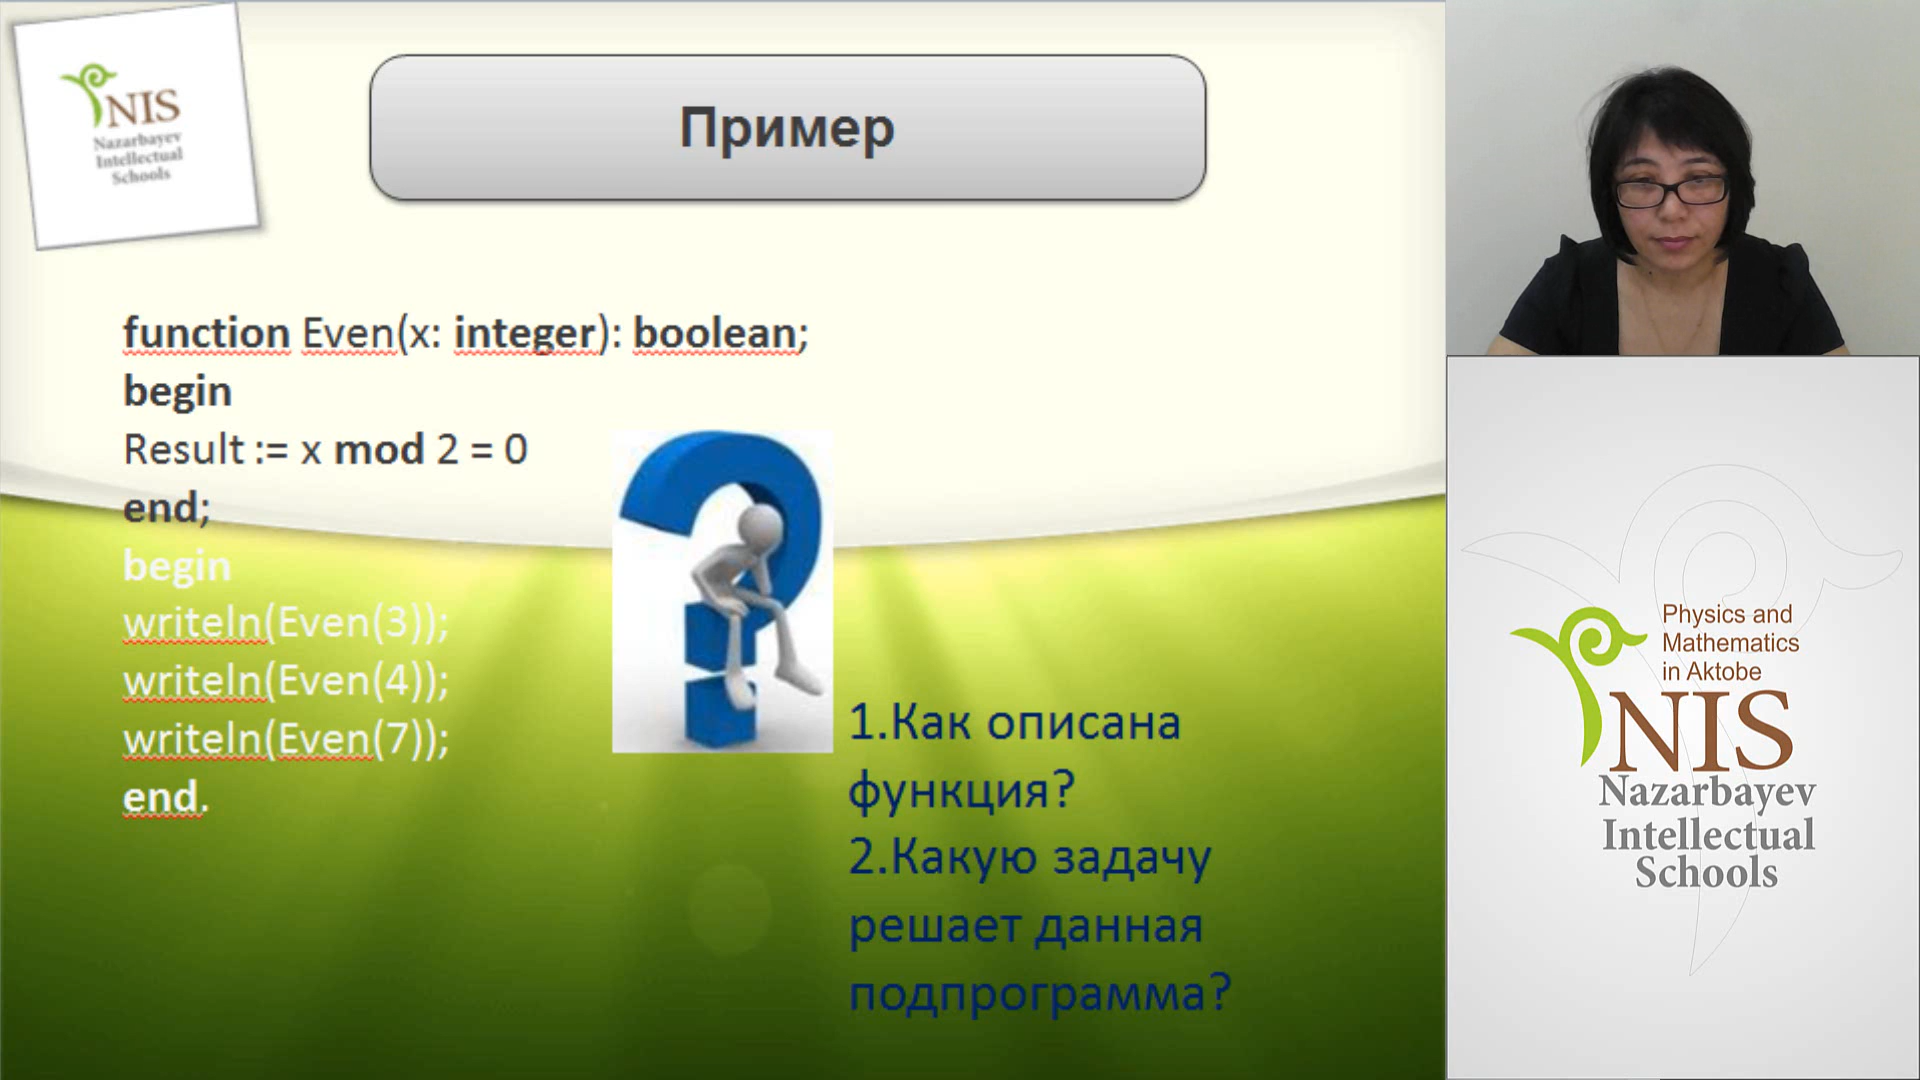 NIS
Nazarbayev
Intellectual
Schools
Пример
function Even(x: integer): boolean;
begin
Result := x mod 2 = 0
end;
begin
writeln(Even(3));
writeln(Even(4));
writeln(Even(7));
end.
1.Как описана
функция?
2.Какую задачу
решает данная
подпрограмма?
Physics and
Mathematics
in Aktobe
NIS
Nazarbayev
Intellectual
Schools